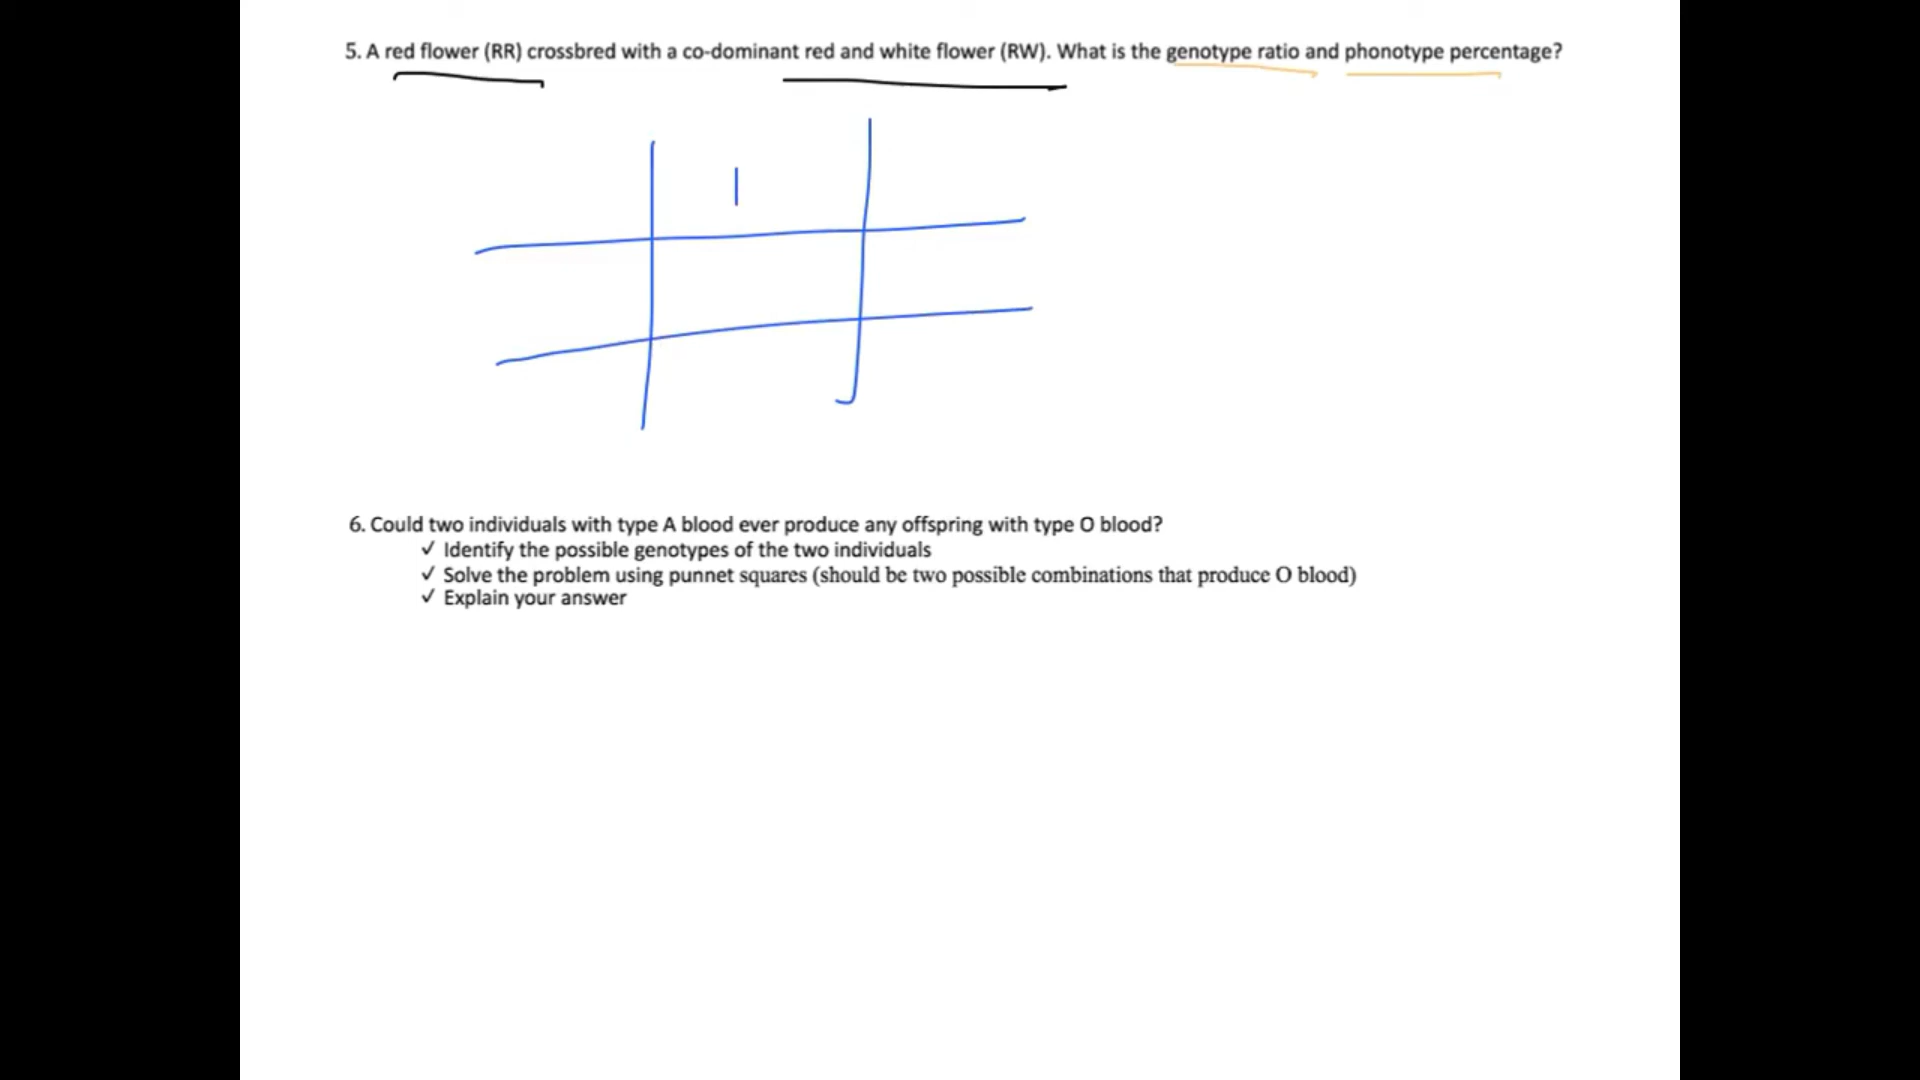 5. A red flower (RR) crossbred with a co-dominant red and white flower (RW). What is the genotype ratio and phonotype percentage?
6. Could two individuals with type A blood ever produce any offspring with type O blood?
✓ Identify the possible genotypes of the two individuals
✓ Solve the problem using punnet squares (should be two possible combinations that produce O blood)
✓ Explain your answer